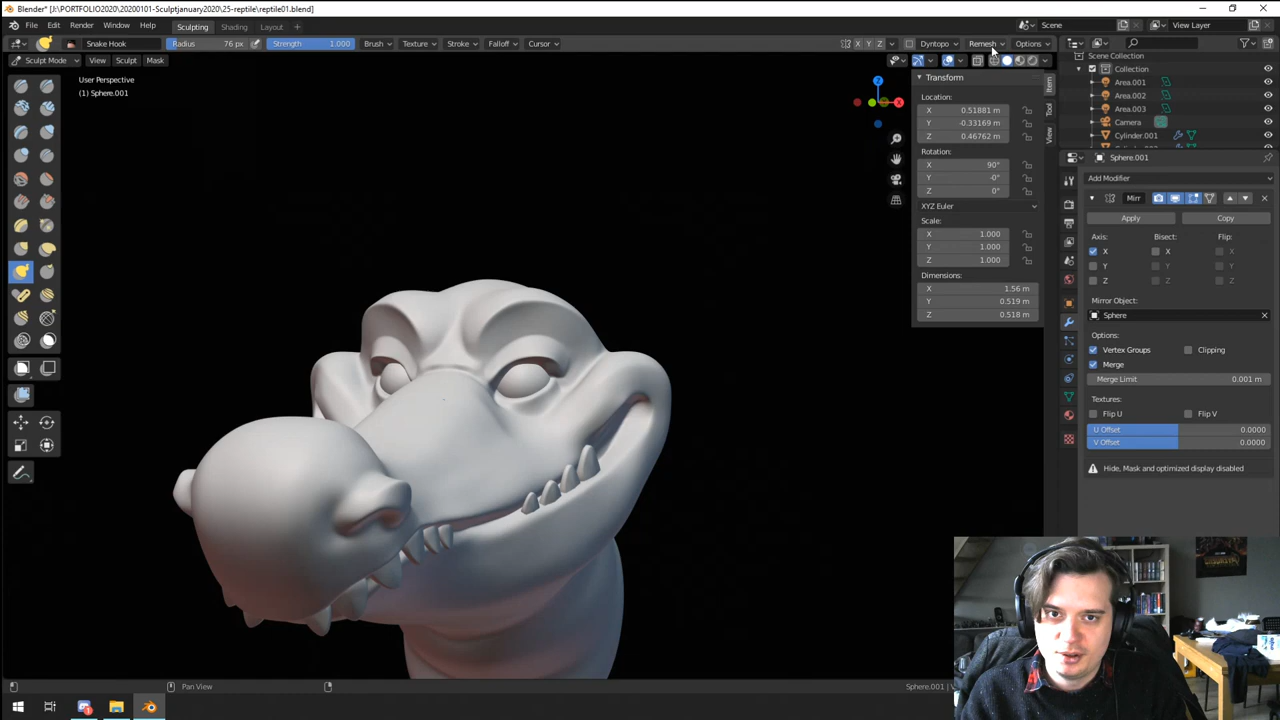 Blender* [J:\PORTFOLIO2020\20200101-Sculptjanuary2020\25-reptile\reptile01.blend]
File Edit Render Window Help Sculpting Shading Rendering Scene View Layer
Snake Hook Radius 76 px Strength 1.000 Brush Texture Stroke Falloff Cursor X Y Z Dyntopo Remesh Options
Sculpt Mode View Sculpt Mask
Scene Collection
Collection
Area.001
Area.002
Area.003
Camera
Cylinder.001
User Perspective
(1) Sphere.001
X
Transform
Location:
X 0.51881 m
Y -0.33169 m
Z 0.46762 m
Rotation:
X 90°
Y -0°
Z 0°
XYZ Euler
Scale:
X 1.000
Y 1.000
Z 1.000
Dimensions:
X 1.56 m
Y 0.519 m
Z 0.518 m
Item
Tool
View
Sphere.001
Add Modifier
Mirr
Apply Copy
Axis: Bisect: Flip:
X X X
Y Y Y
Z Z Z
Mirror Object:
Sphere
Options:
Vertex Groups Clipping
Merge
Merge Limit 0.001 m
Textures:
Flip U Flip V
U Offset 0.0000
V Offset 0.0000
Hide, Mask and optimized display disabled
Pan View